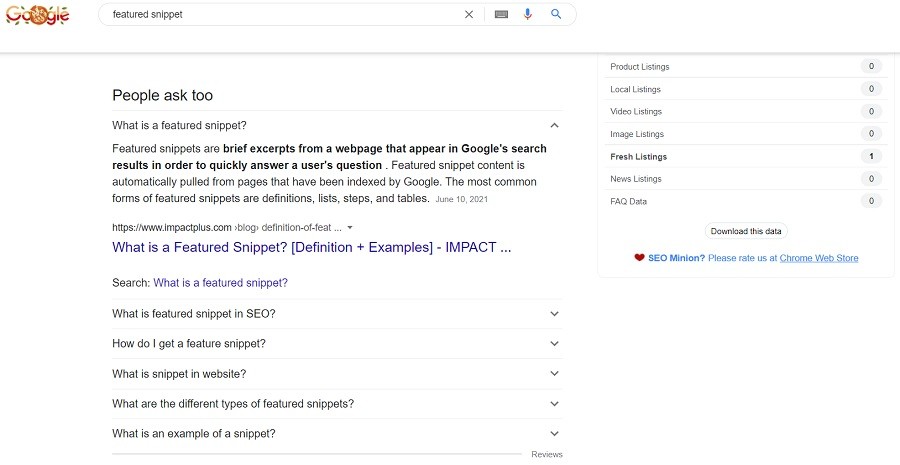 Google
featured snippet
People ask too
What is a featured snippet?
Featured snippets are brief excerpts from a webpage that appear in Google's search
results in order to quickly answer a user's question . Featured snippet content is
automatically pulled from pages that have been indexed by Google. The most common
forms of featured snippets are definitions, lists, steps, and tables. June 10, 2021
https://www.impactplus.com ›blog› definition-of-feat ...
What is a Featured Snippet? [Definition + Examples] - IMPACT ...
Search: What is a featured snippet?
What is featured snippet in SEO?
How do I get a feature snippet?
What is snippet in website?
What are the different types of featured snippets?
What is an example of a snippet?
Reviews
Product Listings 0
Local Listings 0
Video Listings 0
Image Listings 0
Fresh Listings 1
News Listings 0
FAQ Data 0
Download this data
SEO Minion? Please rate us at Chrome Web Store